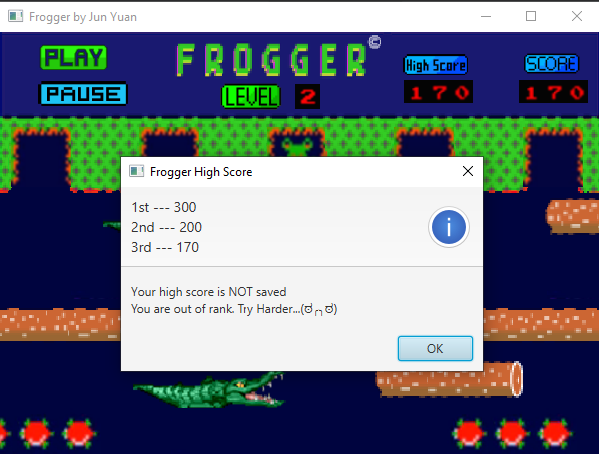 Frogger by Jun Yuan
PLAY
FROGGER©
High Score
SCORE
PAUSE
LEVEL 2
170
170
Frogger High Score
1st --- 300
2nd --- 200
3rd --- 170
i
Your high score is NOT saved
You are out of rank. Try Harder...(ಠ╭╮ಠ)
OK